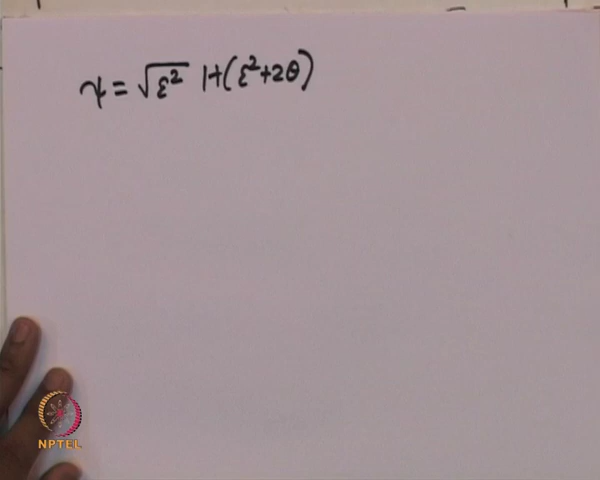 γ = √ε² 1+(ε²+2θ)
NPTEL